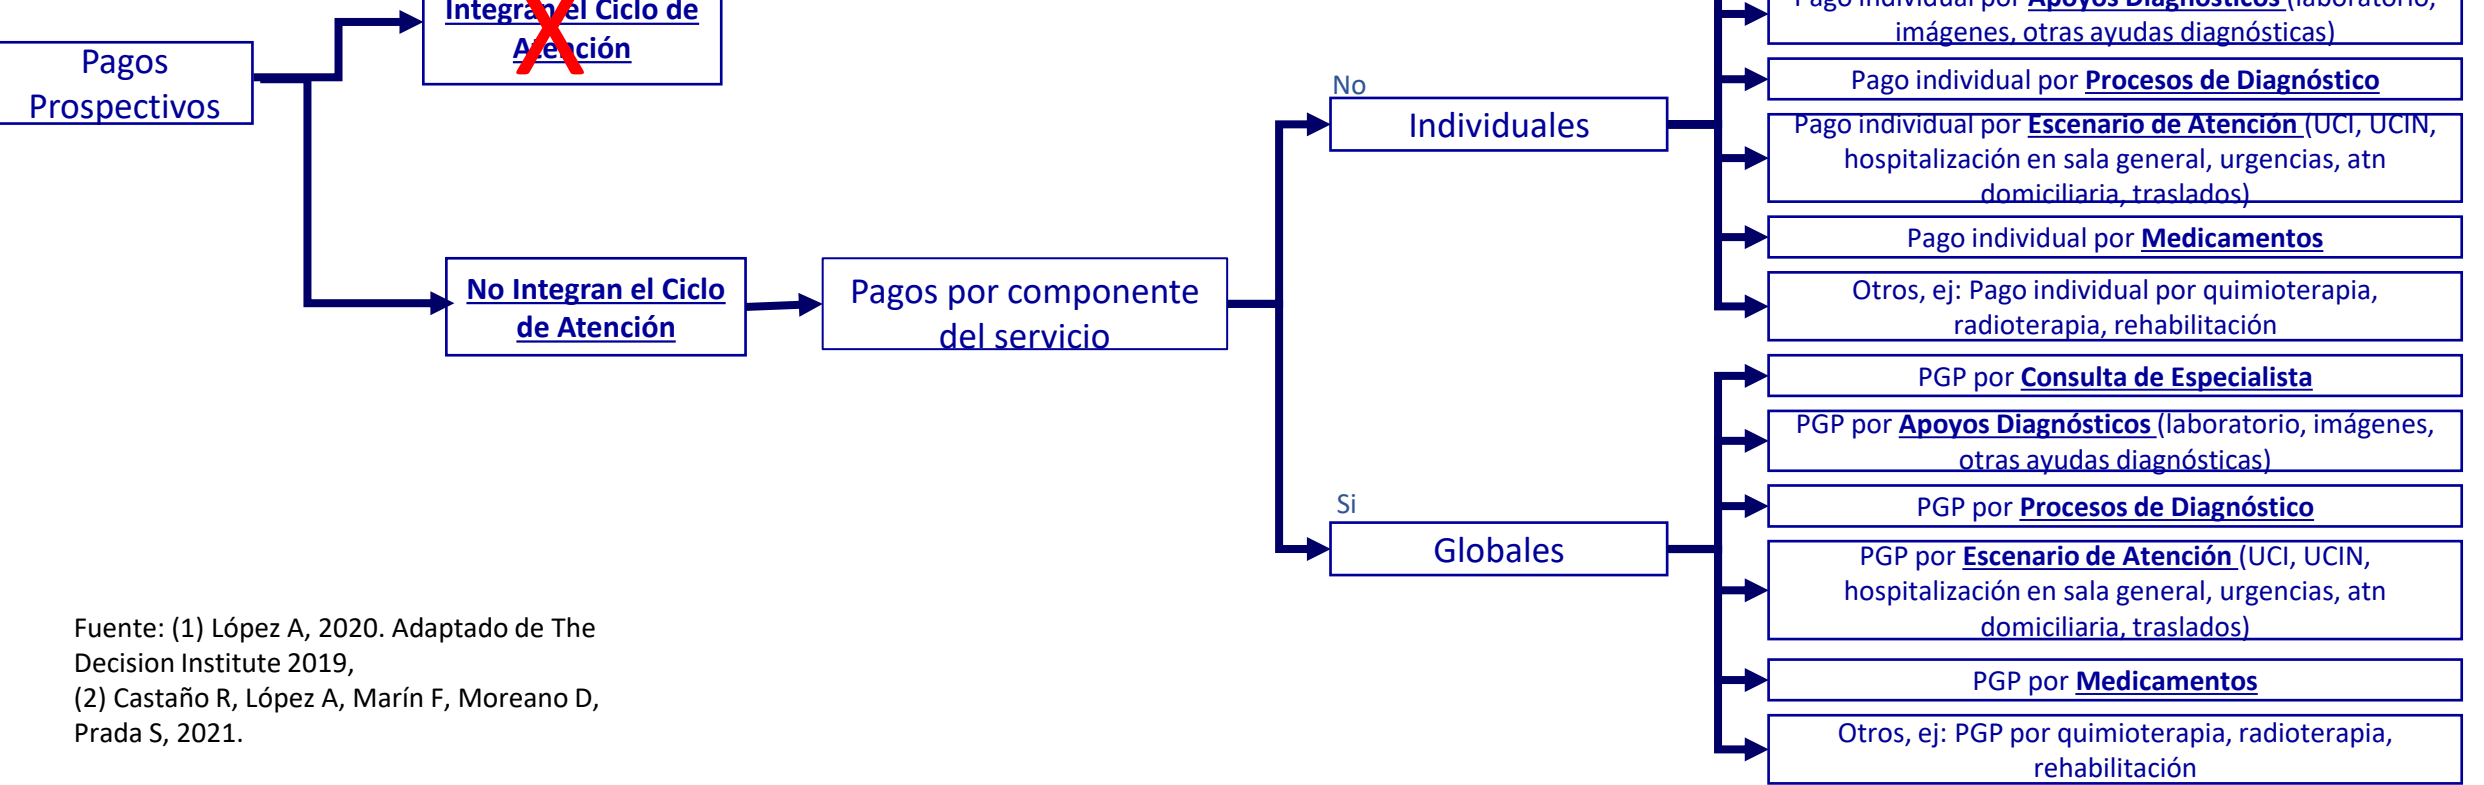 Integran el Ciclo de
Atención
Pagos
Prospectivos
No Integran el Ciclo
de Atención
Pagos por componente
del servicio
No
Individuales
Si
Globales
Pago individual por Apoyos Diagnósticos (laboratorio,
imágenes, otras ayudas diagnósticas)
Pago individual por Procesos de Diagnóstico
Pago individual por Escenario de Atención (UCI, UCIN,
hospitalización en sala general, urgencias, atn
domiciliaria, traslados)
Pago individual por Medicamentos
Otros, ej: Pago individual por quimioterapia,
radioterapia, rehabilitación
PGP por Consulta de Especialista
PGP por Apoyos Diagnósticos (laboratorio, imágenes,
otras ayudas diagnósticas)
PGP por Procesos de Diagnóstico
PGP por Escenario de Atención (UCI, UCIN,
hospitalización en sala general, urgencias, atn
domiciliaria, traslados)
PGP por Medicamentos
Otros, ej: PGP por quimioterapia, radioterapia,
rehabilitación
Fuente: (1) López A, 2020. Adaptado de The
Decision Institute 2019,
(2) Castaño R, López A, Marín F, Moreano D,
Prada S, 2021.